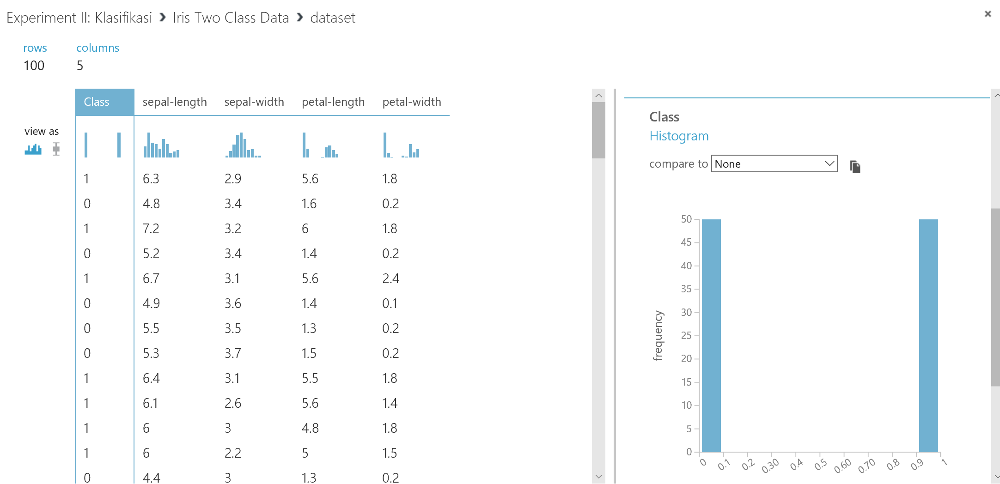 Experiment II: Klasifikasi › Iris Two Class Data › dataset
rows columns
100 5
Class sepal-length sepal-width petal-length petal-width
view as
1 6.3 2.9 5.6 1.8
0 4.8 3.4 1.6 0.2
1 7.2 3.2 6 1.8
0 5.2 3.4 1.4 0.2
1 6.7 3.1 5.6 2.4
0 4.9 3.6 1.4 0.1
0 5.5 3.5 1.3 0.2
0 5.3 3.7 1.5 0.2
1 6.4 3.1 5.5 1.8
1 6.1 2.6 5.6 1.4
1 6 3 4.8 1.8
1 6 2.2 5 1.5
0 4.4 3 1.3 0.2
Class
Histogram
compare to None
frequency
50
45
40
35
30
25
20
15
10
5
0
0 0.1 0.2 0.30 0.4 0.5 0.60 0.70 0.8 0.9 1